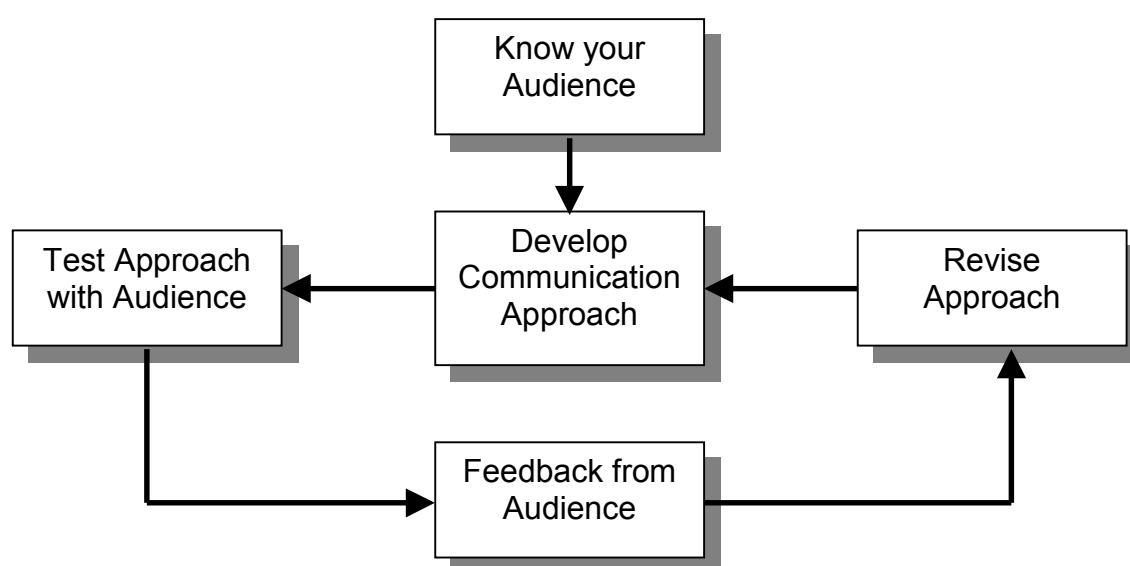 Know your
Audience
Test Approach
with Audience
Develop
Communication
Approach
Revise
Approach
Feedback from
Audience